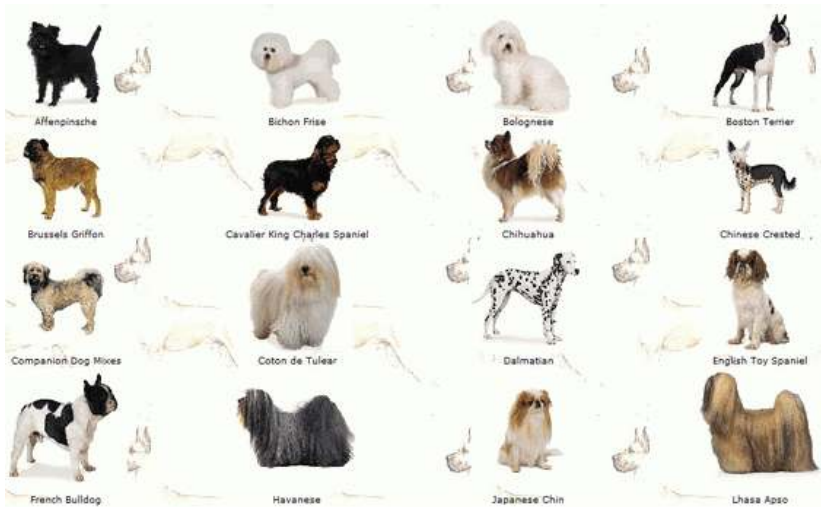 Affenpinsche
Bichon Frise
Bolognese
Boston Terrier
Brussels Griffon
Cavalier King Charles Spaniel
Chihuahua
Chinese Crested
Companion Dog Mixes
Coton de Tulear
Dalmatian
English Toy Spaniel
French Bulldog
Havanese
Japanese Chin
Lhasa Apso